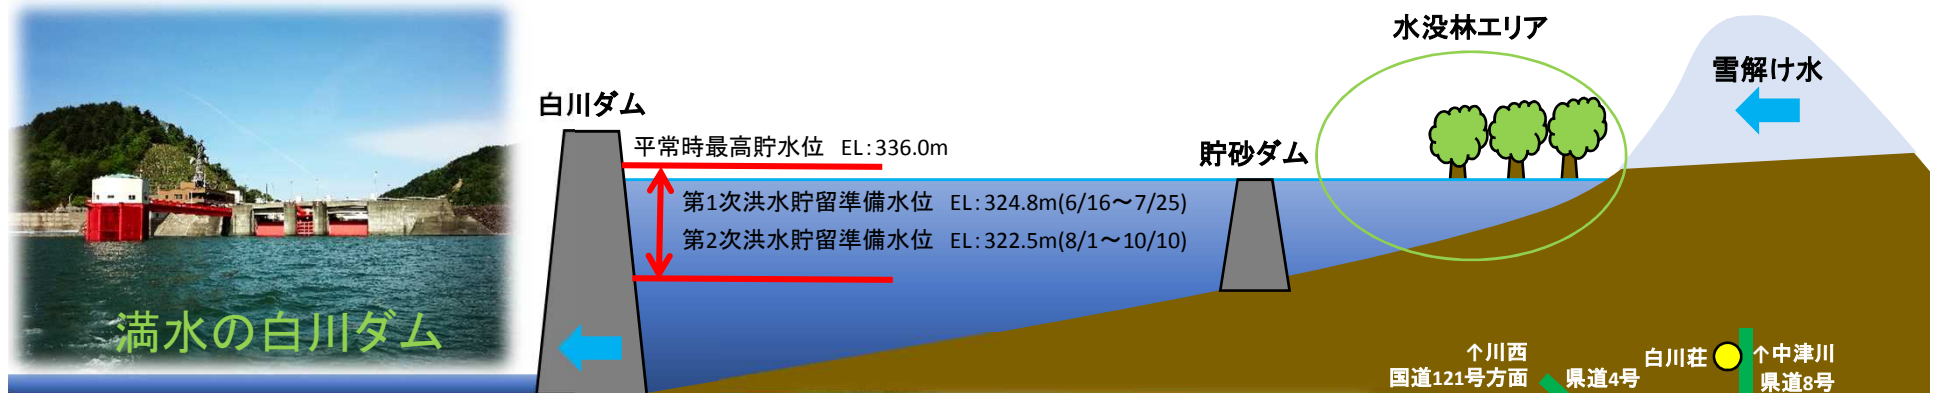 満水の白川ダム
白川ダム
平常時最高貯水位 EL:336.0m
第1次洪水貯留準備水位 EL:324.8m(6/16～7/25)
第2次洪水貯留準備水位 EL:322.5m(8/1～10/10)
貯砂ダム
水没林エリア
雪解け水
↑川西
国道121号方面
県道4号
白川荘
↑中津川
県道8号